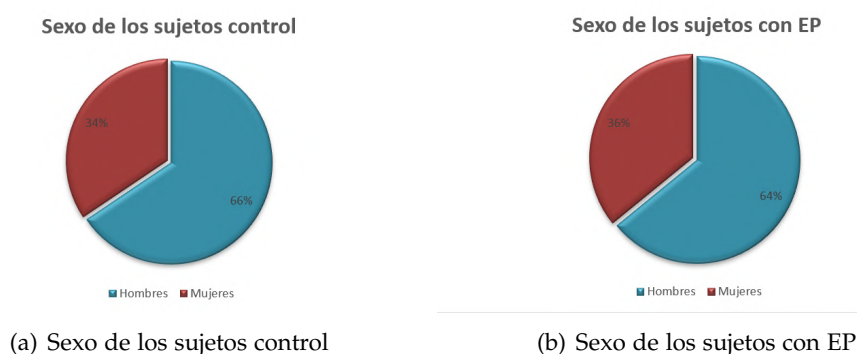 Sexo de los sujetos control
34%
66%
Hombres Mujeres
(a) Sexo de los sujetos control
Sexo de los sujetos con EP
36%
64%
Hombres Mujeres
(b) Sexo de los sujetos con EP